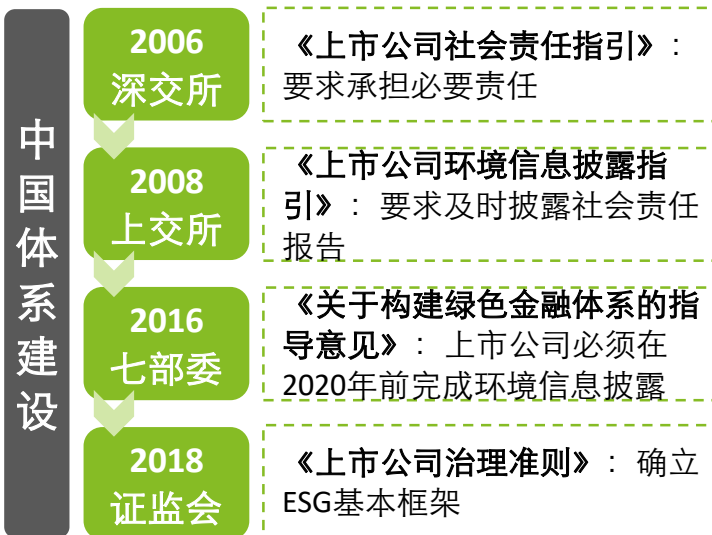 中国体系建设
2006
深交所
《上市公司社会责任指引》：
要求承担必要责任
2008
上交所
《上市公司环境信息披露指
引》：要求及时披露社会责任
报告
2016
七部委
《关于构建绿色金融体系的指
导意见》：上市公司必须在
2020年前完成环境信息披露
2018
证监会
《上市公司治理准则》：确立
ESG基本框架